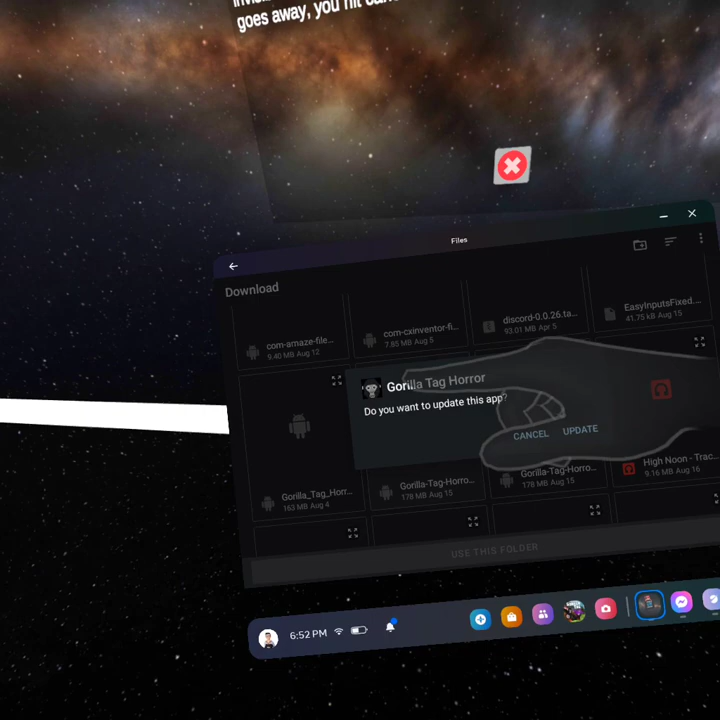 goes away, you hit
Files
Download
com-amaze-file...
9.40 MB Aug 12
com-cxinventor-fi...
7.85 MB Aug 5
discord-0.0.26.ta...
93.01 MB Apr 5
EasyInputsFixed....
41.75 kB Aug 15
Gorilla Tag Horror
Do you want to update this app?
CANCEL UPDATE
Gorilla_Tag_Horr...
163 MB Aug 4
Gorilla-Tag-Horro...
178 MB Aug 15
Gorilla-Tag-Horro...
178 MB Aug 15
High Noon - Trac...
9.16 MB Aug 16
USE THIS FOLDER
6:52 PM